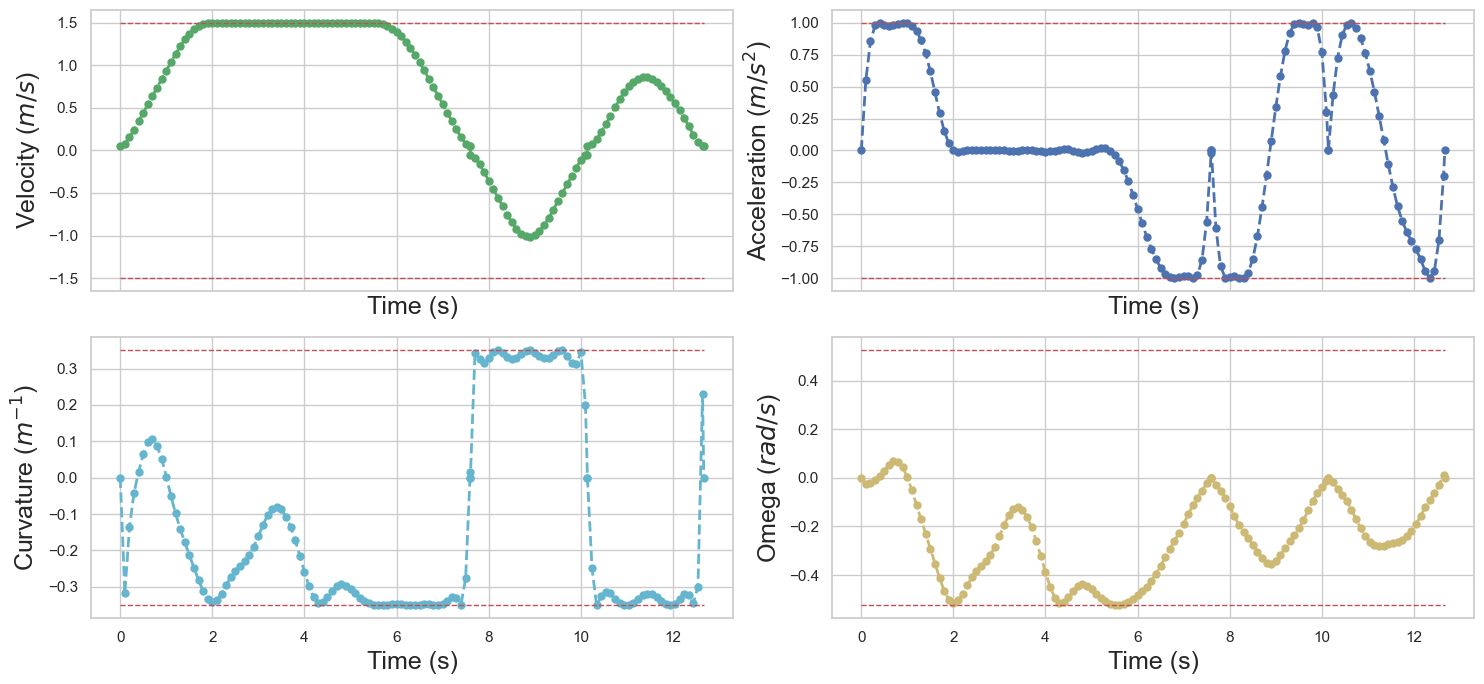 Velocity (m/s)
1.5
1.0
0.5
0.0
−0.5
−1.0
−1.5
Time (s)
Acceleration (m/s²)
1.00
0.75
0.50
0.25
0.00
−0.25
−0.50
−0.75
−1.00
Time (s)
Curvature (m⁻¹)
0.3
0.2
0.1
0.0
−0.1
−0.2
−0.3
0 2 4 6 8 10 12
Time (s)
Omega (rad/s)
0.4
0.2
0.0
−0.2
−0.4
0 2 4 6 8 10 12
Time (s)